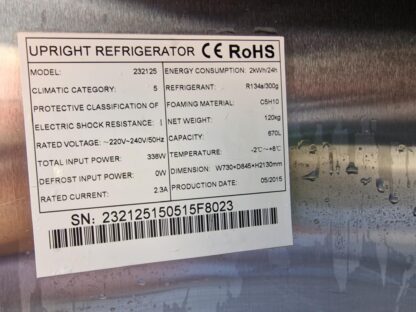 UPRIGHT REFRIGERATOR CE RoHS
MODEL: 232125
CLIMATIC CATEGORY: 5
PROTECTIVE CLASSIFICATION OF
ELECTRIC SHOCK RESISTANCE: I
RATED VOLTAGE: ~220V~240V/50Hz
TOTAL INPUT POWER: 338W
DEFROST INPUT POWER: 0W
RATED CURRENT: 2.3A
ENERGY CONSUMPTION: 2kWh/24h
REFRIGERANT: R134a/300g
FOAMING MATERIAL: C5H10
NET WEIGHT: 120kg
CAPACITY: 670L
TEMPERATURE: -2℃~+8℃
DIMENSION: W730×D845×H2130mm
PRODUCTION DATE: 05/2015
SN: 232125150515F8023